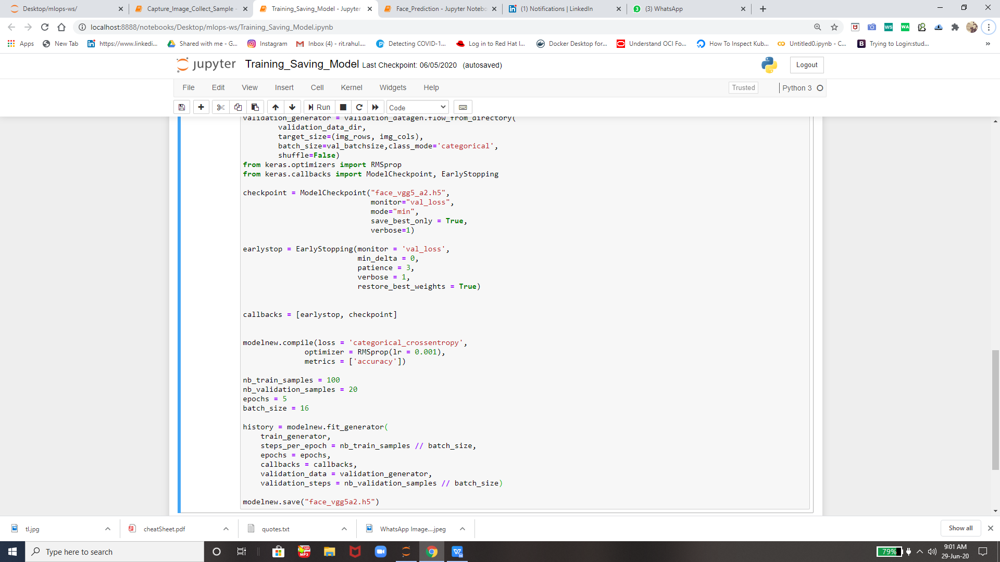 Desktop/mlops-ws/
Capture_Image_Collect_Sample -
Training_Saving_Model - Jupyter
Face_Prediction - Jupyter Notebo
(1) Notifications | LinkedIn
3 (3) WhatsApp
localhost:8888/notebooks/Desktop/mlops-ws/Training_Saving_Model.ipynb
WS
WA
Apps
New Tab
https://www.linkedi...
Shared with me - G...
Instagram
Inbox (4) - rit.rahul....
Detecting COVID-1...
Log in to Red Hat I...
Docker Desktop for...
Understand OCI Fo...
How To Inspect Kub...
Untitled0.ipynb - C...
B Trying to Login:stud...
»
jupyter Training_Saving_Model Last Checkpoint: 06/05/2020 (autosaved)
Logout
File Edit View Insert Cell Kernel Widgets Help
Trusted
Python 3
Run
Code
validation_generator = validation_datagen.flow_from_directory(
validation_data_dir,
target_size=(img_rows, img_cols),
batch_size=val_batchsize,class_mode='categorical',
shuffle=False)
from keras.optimizers import RMSprop
from keras.callbacks import ModelCheckpoint, EarlyStopping
checkpoint = ModelCheckpoint("face_vgg5_a2.h5",
monitor="val_loss",
mode="min",
save_best_only = True,
verbose=1)
earlystop = EarlyStopping(monitor = 'val_loss',
min_delta = 0,
patience = 3,
verbose = 1,
restore_best_weights = True)
callbacks = [earlystop, checkpoint]
modelnew.compile(loss = 'categorical_crossentropy',
optimizer = RMSprop(lr = 0.001),
metrics = ['accuracy'])
nb_train_samples = 100
nb_validation_samples = 20
epochs = 5
batch_size = 16
history = modelnew.fit_generator(
train_generator,
steps_per_epoch = nb_train_samples // batch_size,
epochs = epochs,
callbacks = callbacks,
validation_data = validation_generator,
validation_steps = nb_validation_samples // batch_size)
modelnew.save("face_vgg5a2.h5")
tl.jpg
cheatSheet.pdf
quotes.txt
WhatsApp Image....jpeg
Show all
Type here to search
MP3
79%
9:01 AM
29-Jun-20